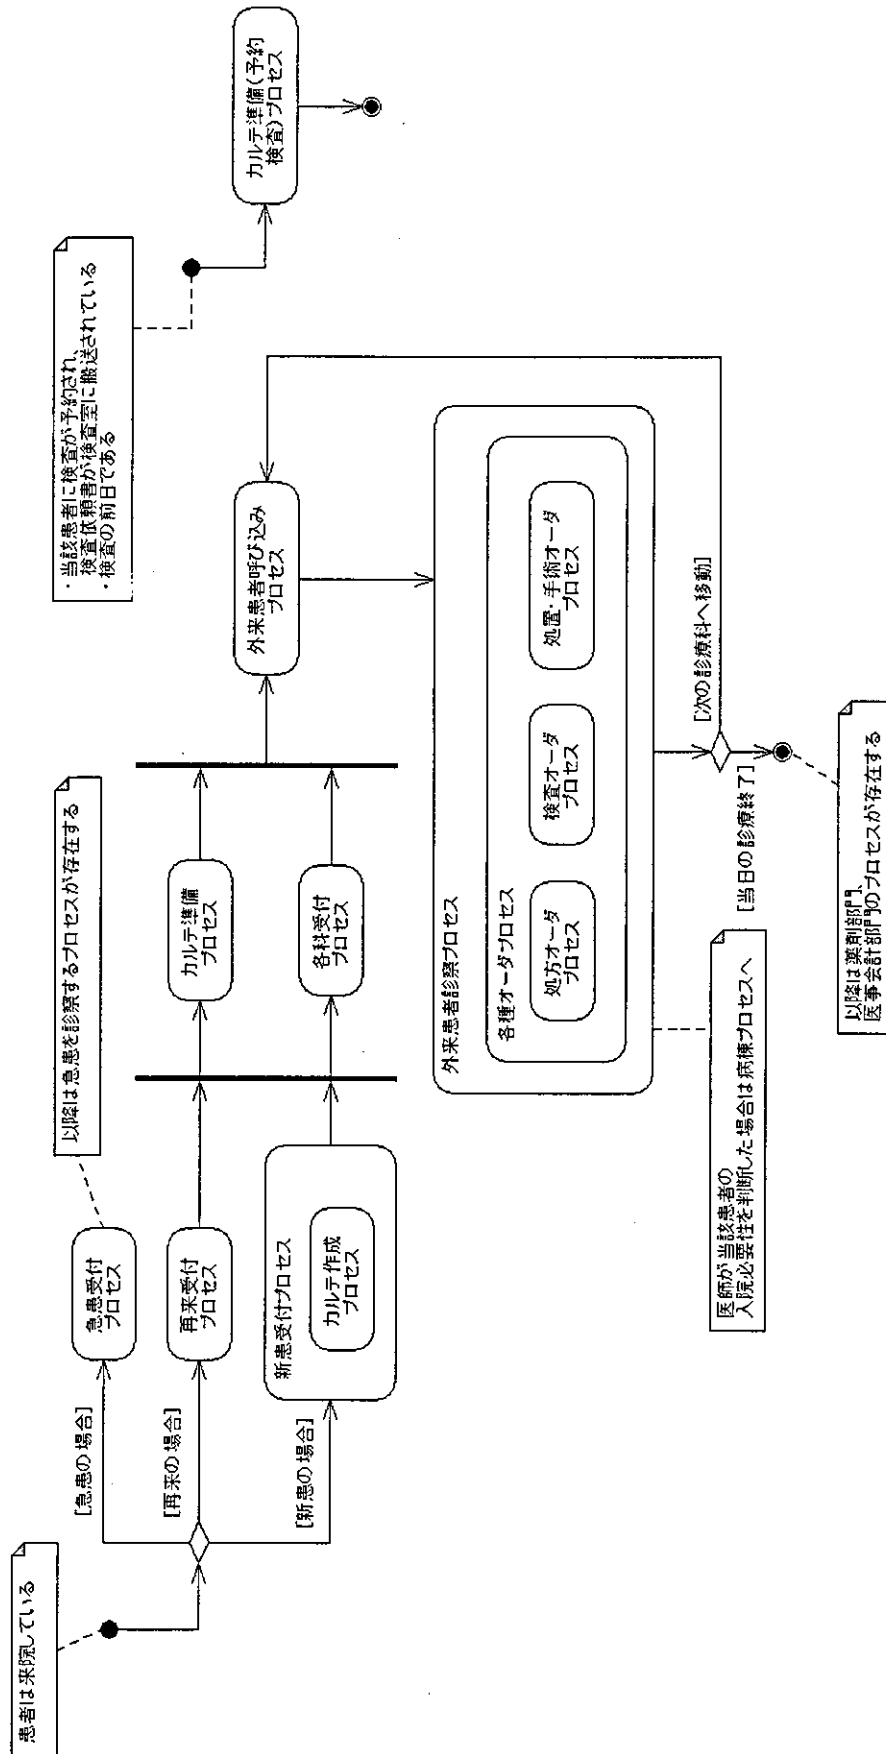 患者は来院している
[急患の場合]
[再来の場合]
[新患の場合]
急患受付
プロセス
再来受付
プロセス
新患受付プロセス
カルテ作成
プロセス
以降は急患を診察するプロセスが存在する
カルテ準備
プロセス
各科受付
プロセス
外来患者呼び込み
プロセス
外来患者診察プロセス
各種オーダプロセス
処方オーダ
プロセス
検査オーダ
プロセス
処置・手術オーダ
プロセス
医師が当該患者の
入院必要性を判断した場合は病棟プロセスへ
[次の診療科へ移動]
[当日の診療終了]
以降は薬剤部門、
医事会計部門のプロセスが存在する
・当該患者に検査が予約され、
検査依頼書が検査室に搬送されている
・検査の前日である
カルテ準備(予約
検査)プロセス